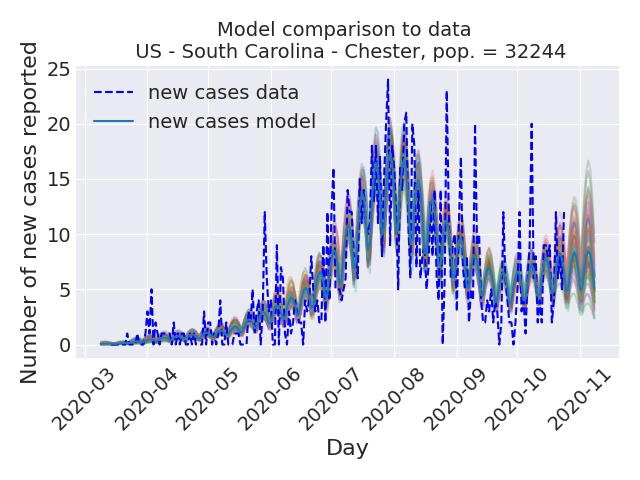 Model comparison to data
US - South Carolina - Chester, pop. = 32244
Number of new cases reported
25
20
15
10
5
0
new cases data
new cases model
2020-03
2020-04
2020-05
2020-06
2020-07
2020-08
2020-09
2020-10
2020-11
Day